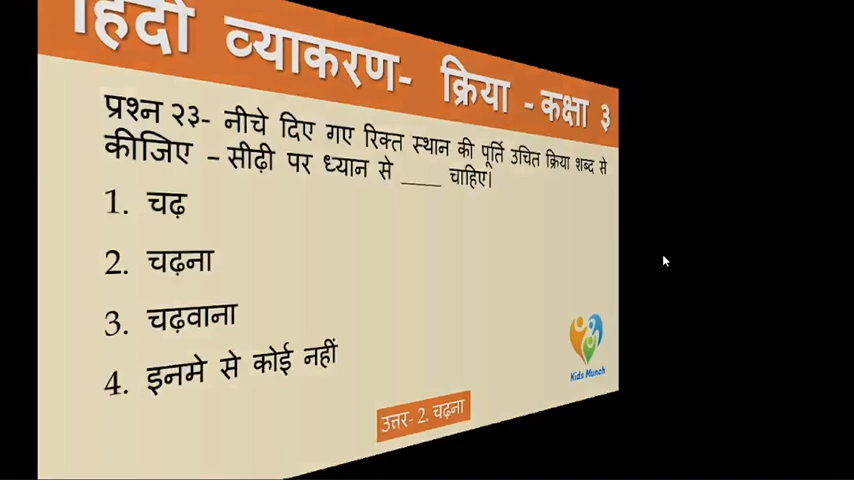 हिंदी व्याकरण- क्रिया - कक्षा ३
प्रश्न २३- नीचे दिए गए रिक्त स्थान की पूर्ति उचित क्रिया शब्द से
कीजिए – सीढ़ी पर ध्यान से ____ चाहिए।
1. चढ़
2. चढ़ना
3. चढ़वाना
4. इनमे से कोई नहीं
Kids Munch
उत्तर- 2. चढ़ना